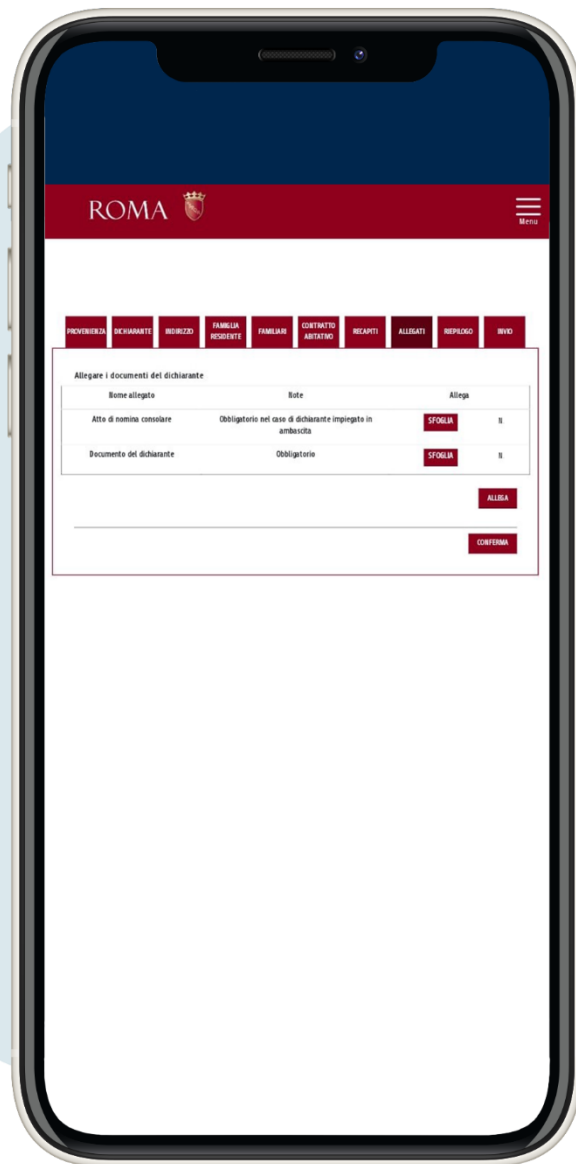 ROMA
Menu
PROVENIENZA DICHIARANTE INDIRIZZO FAMIGLIA RESIDENTE FAMILIARI CONTRATTO ABITATIVO RECAPITI ALLEGATI RIEPILOGO INVIO
Allegare i documenti del dichiarante
Nome allegato Note Allega
Atto di nomina consolare Obbligatorio nel caso di dichiarante impiegato in ambascita SFOGLIA N
Documento del dichiarante Obbligatorio SFOGLIA N
ALLEGA
CONFERMA